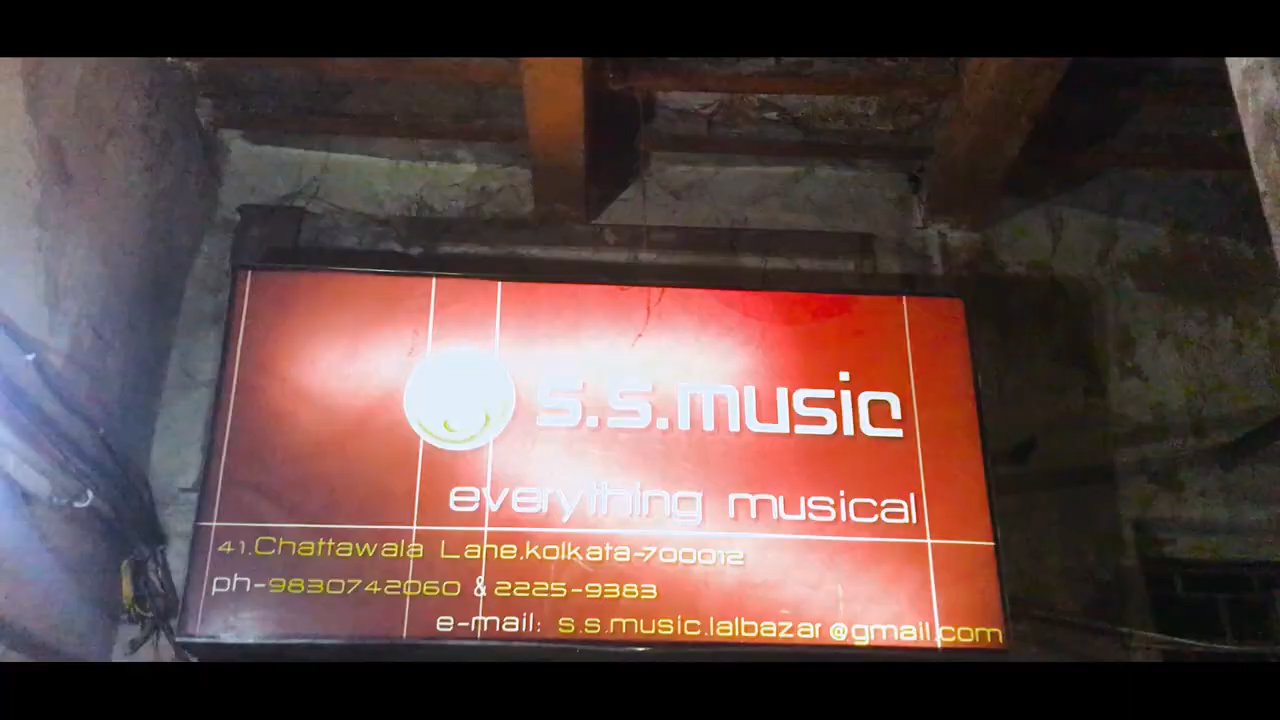 s.s.music
everything musical
41.Chattawala Lane.kolkata-700012
ph-9830742060 & 2225-9383
e-mail: s.s.music.lalbazar@gmail.com